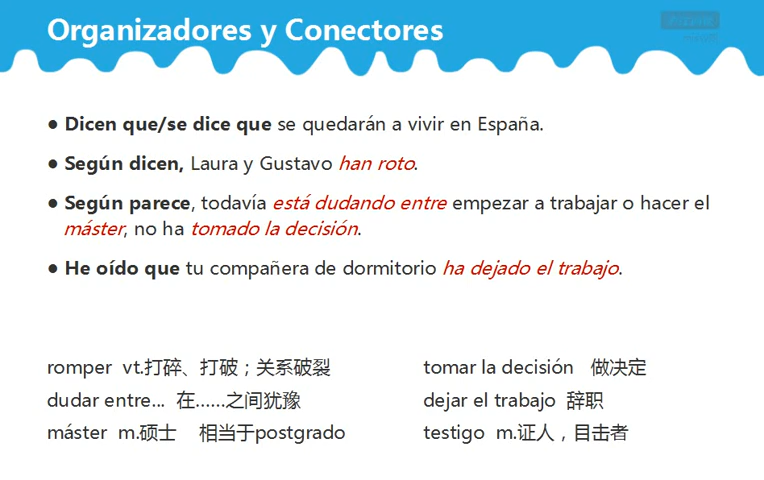 Organizadores y Conectores
● Dicen que/se dice que se quedarán a vivir en España.
● Según dicen, Laura y Gustavo han roto.
● Según parece, todavía está dudando entre empezar a trabajar o hacer el
máster, no ha tomado la decisión.
● He oído que tu compañera de dormitorio ha dejado el trabajo.
romper vt.打碎、打破；关系破裂
tomar la decisión 做决定
dudar entre... 在……之间犹豫
dejar el trabajo 辞职
máster m.硕士 相当于postgrado
testigo m.证人，目击者